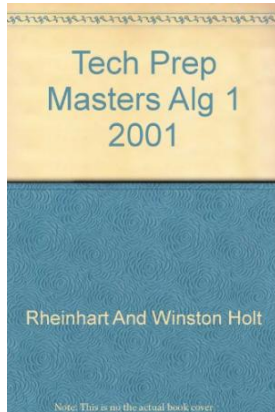 Tech Prep
Masters Alg 1
2001
Rheinhart And Winston Holt
Note: This is no the actual book cover